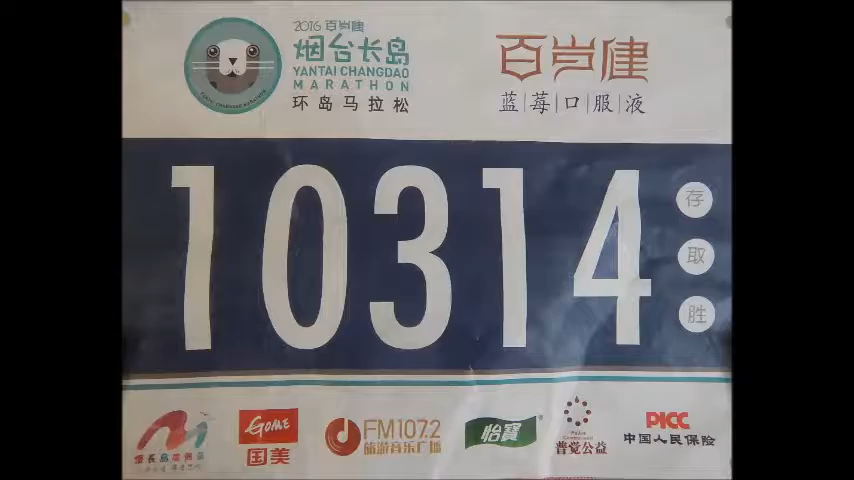 2016 百岁健
烟台长岛
YANTAI CHANGDAO
MARATHON
环岛马拉松
百岁健
蓝|莓|口|服|液
10314
存
取
胜
GOME
国美
FM107.2
旅游音乐广播
怡寶
普觉公益
PICC
中国人民保险